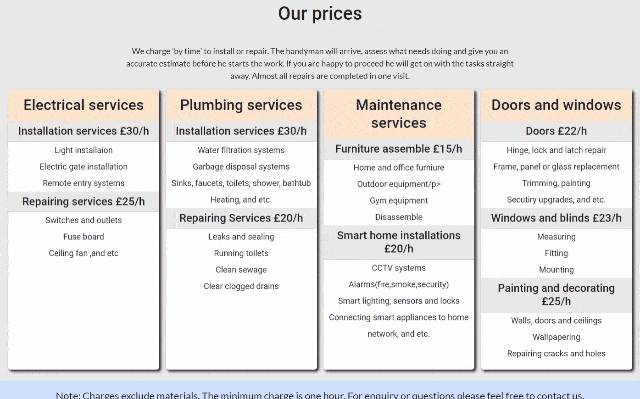 Our prices
We charge 'by time' to install or repair. The handyman will arrive, assess what needs doing and give you an
accurate estimate before he starts the work. If you are happy to proceed he will get on with the tasks straight
away. Almost all repairs are completed in one visit.
Electrical services
Installation services £30/h
Light installaion
Electric gate installation
Remote entry systems
Repairing services £25/h
Switches and outlets
Fuse board
Ceiling fan ,and etc
Plumbing services
Installation services £30/h
Water filtration systems
Garbage disposal systems
Sinks, faucets, toilets, shower, bathtub
Heating, and etc.
Repairing Services £20/h
Leaks and sealing
Running toilets
Clean sewage
Clear clogged drains
Maintenance
services
Furniture assemble £15/h
Home and office furniure
Outdoor equipment/p>
Gym equipment
Disassemble
Smart home installations
£20/h
CCTV systems
Alarms(fire,smoke,security)
Smart lighting, sensors and locks
Connecting smart appliances to home
network, and etc.
Doors and windows
Doors £22/h
Hinge, lock and latch repair
Frame, panel or glass replacement
Trimming, painting
Secutiry upgrades, and etc.
Windows and blinds £23/h
Measuring
Fitting
Mounting
Painting and decorating
£25/h
Walls, doors and ceilings
Wallpapering
Repairing cracks and holes
Note: Charges exclude materials. The minimum charge is one hour. For enquiry or questions please feel free to contact us.